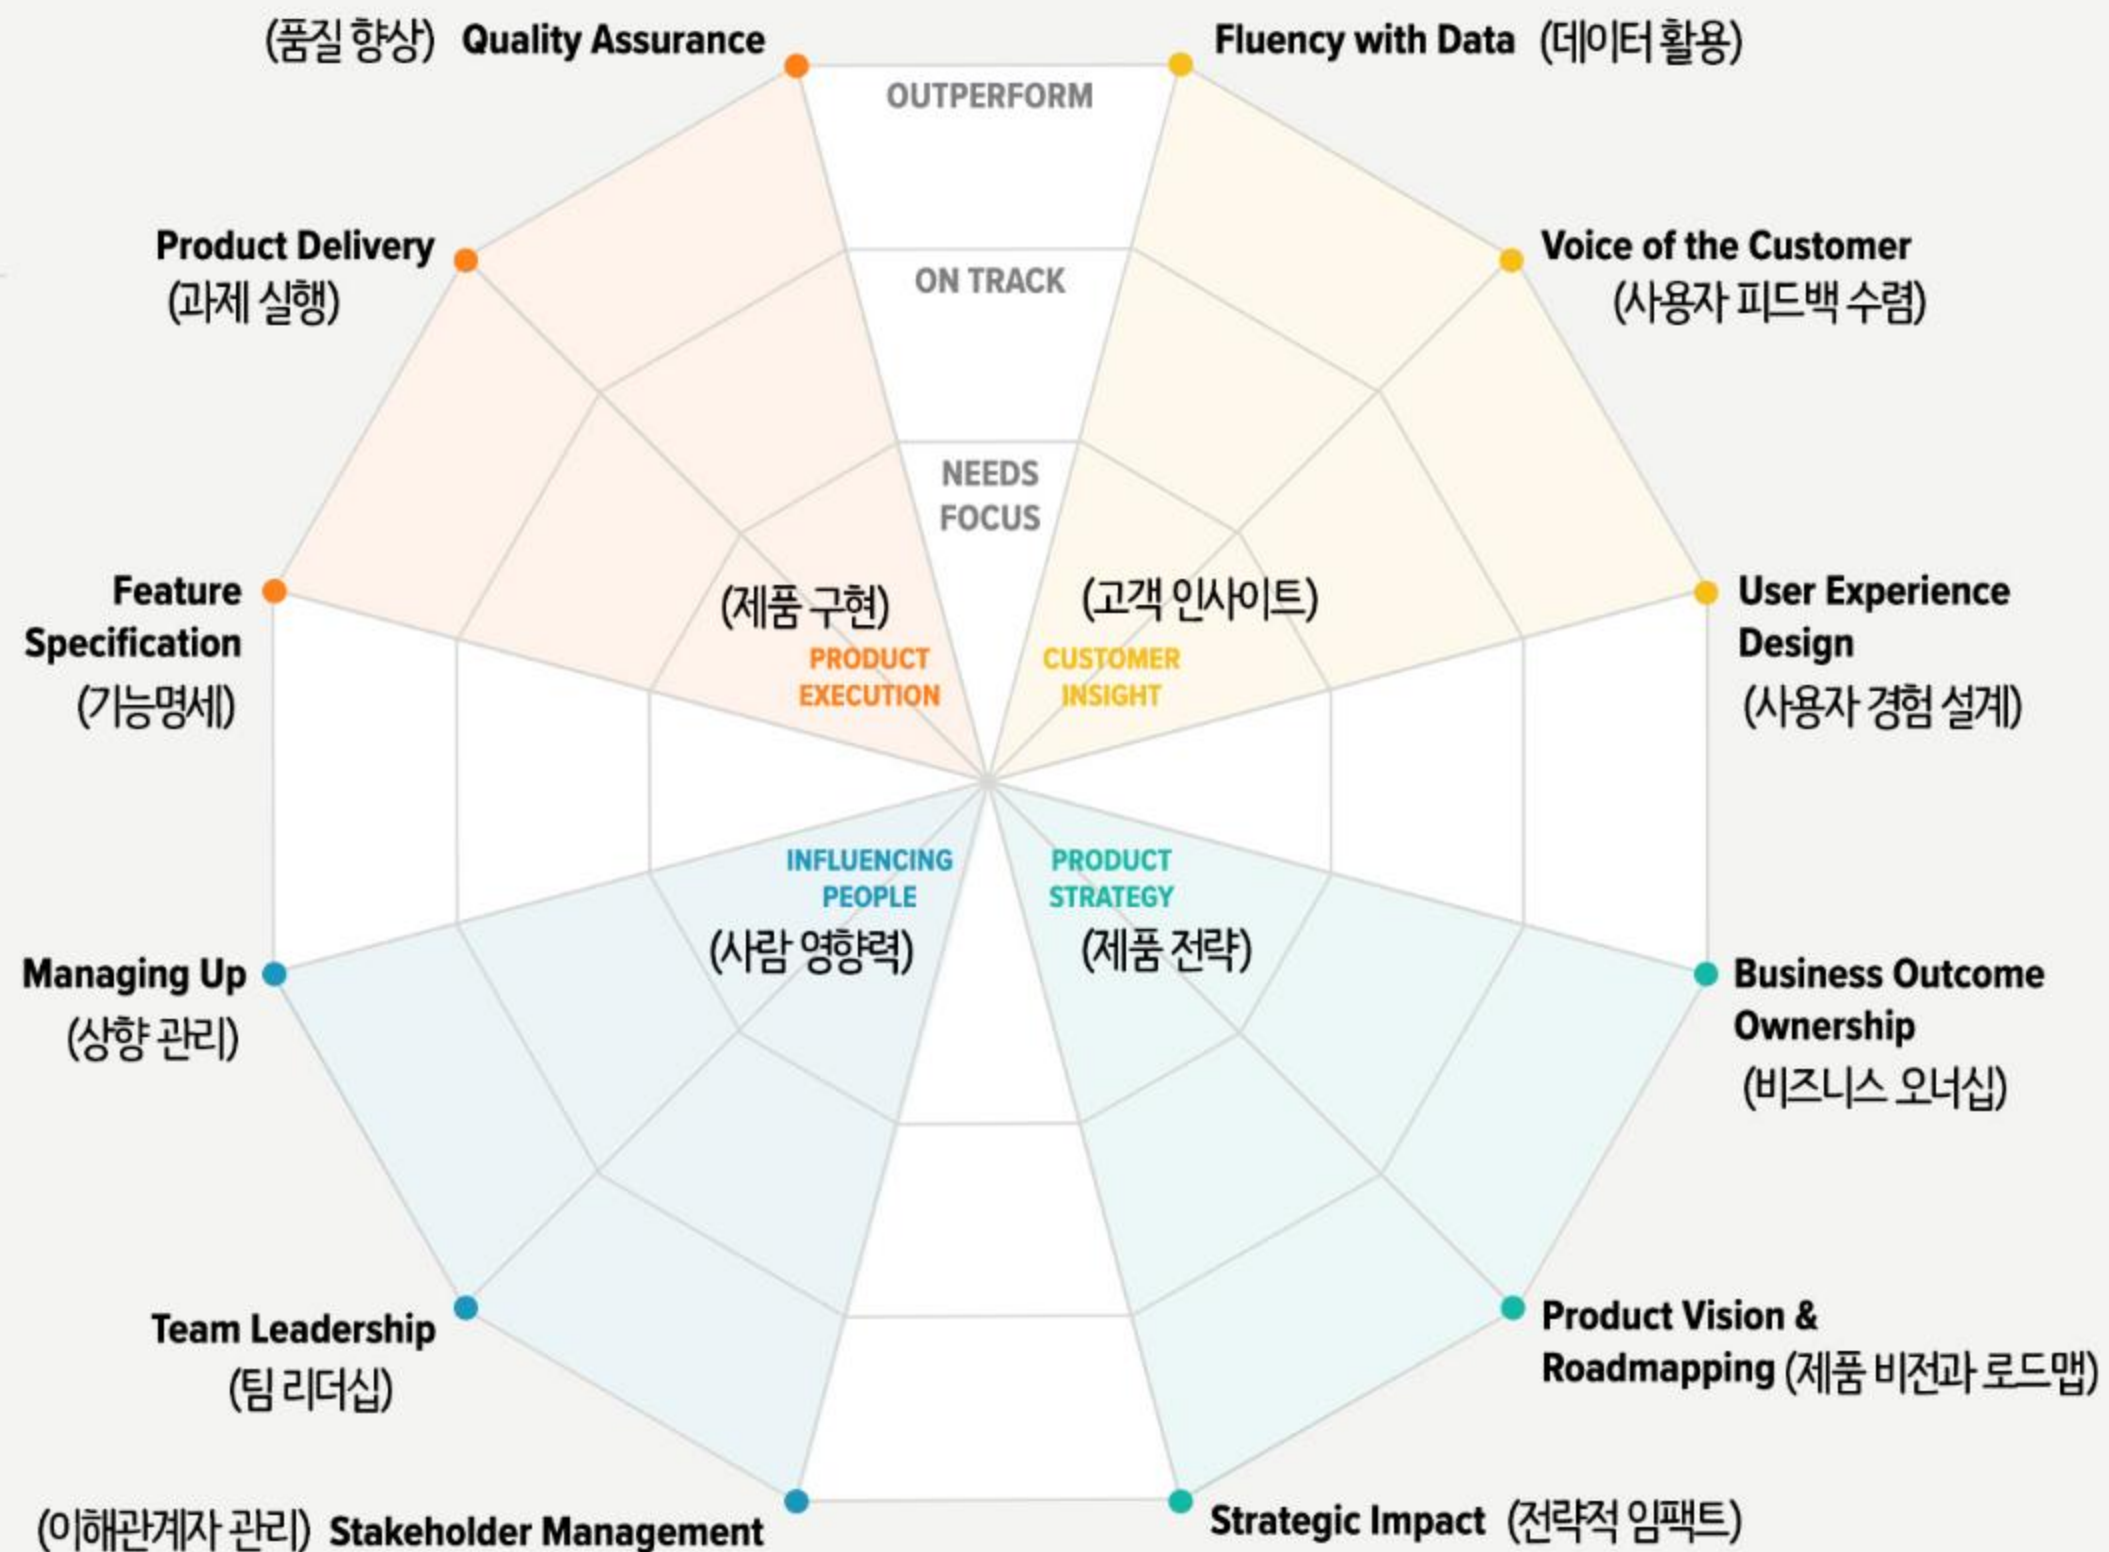 (품질 향상) Quality Assurance
Fluency with Data (데이터 활용)
OUTPERFORM
Product Delivery
(과제 실행)
ON TRACK
Voice of the Customer
(사용자 피드백 수렴)
NEEDS
FOCUS
Feature
Specification
(기능명세)
(제품 구현)
PRODUCT
EXECUTION
(고객 인사이트)
CUSTOMER
INSIGHT
User Experience
Design
(사용자 경험 설계)
INFLUENCING
PEOPLE
(사람 영향력)
PRODUCT
STRATEGY
(제품 전략)
Managing Up
(상향 관리)
Business Outcome
Ownership
(비즈니스 오너십)
Team Leadership
(팀 리더십)
Product Vision &
Roadmapping (제품 비전과 로드맵)
(이해관계자 관리) Stakeholder Management
Strategic Impact (전략적 임팩트)